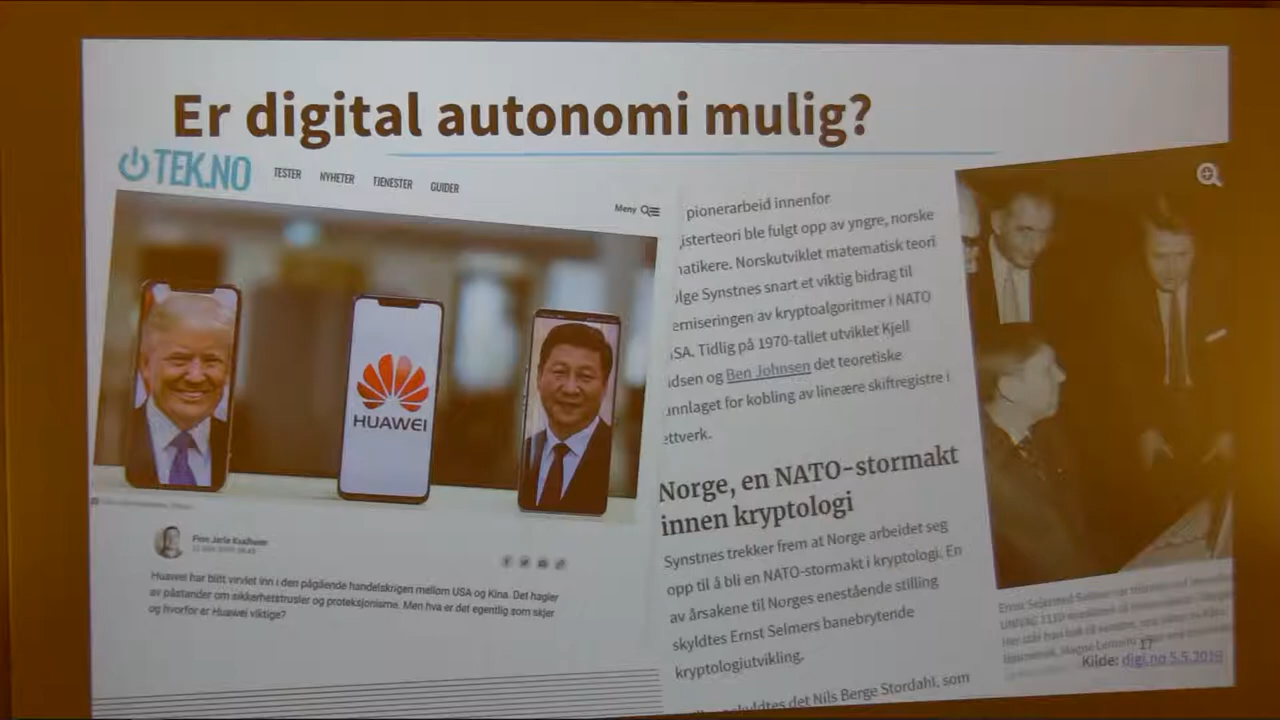 Er digital autonomi mulig?
TEK.NO
TESTER NYHETER TJENESTER GUIDER
Meny
HUAWEI
Huawei har blitt virvlet inn i den pågående handelskrigen mellom USA og Kina. Det hagler
av påstander om sikkerhetstrusler og proteksjonisme. Men hva er det egentlig som skjer
og hvorfor er Huawei viktige?
pionerarbeid innenfor
isterteori ble fulgt opp av yngre, norske
atikere. Norskutviklet matematisk teori
lge Synstnes snart et viktig bidrag til
erniseringen av kryptoalgoritmer i NATO
SA. Tidlig på 1970-tallet utviklet Kjell
dsen og Ben Johnsen det teoretiske
unnlaget for kobling av lineære skiftregistre i
ettverk.
Norge, en NATO-stormakt
innen kryptologi
Synstnes trekker frem at Norge arbeidet seg
opp til å bli en NATO-stormakt i kryptologi. En
av årsakene til Norges enestående stilling
skyldtes Ernst Selmers banebrytende
kryptologiutvikling.
skyldtes det Nils Berge Stordahl, som
17
Kilde: digi.no 5.5.2019